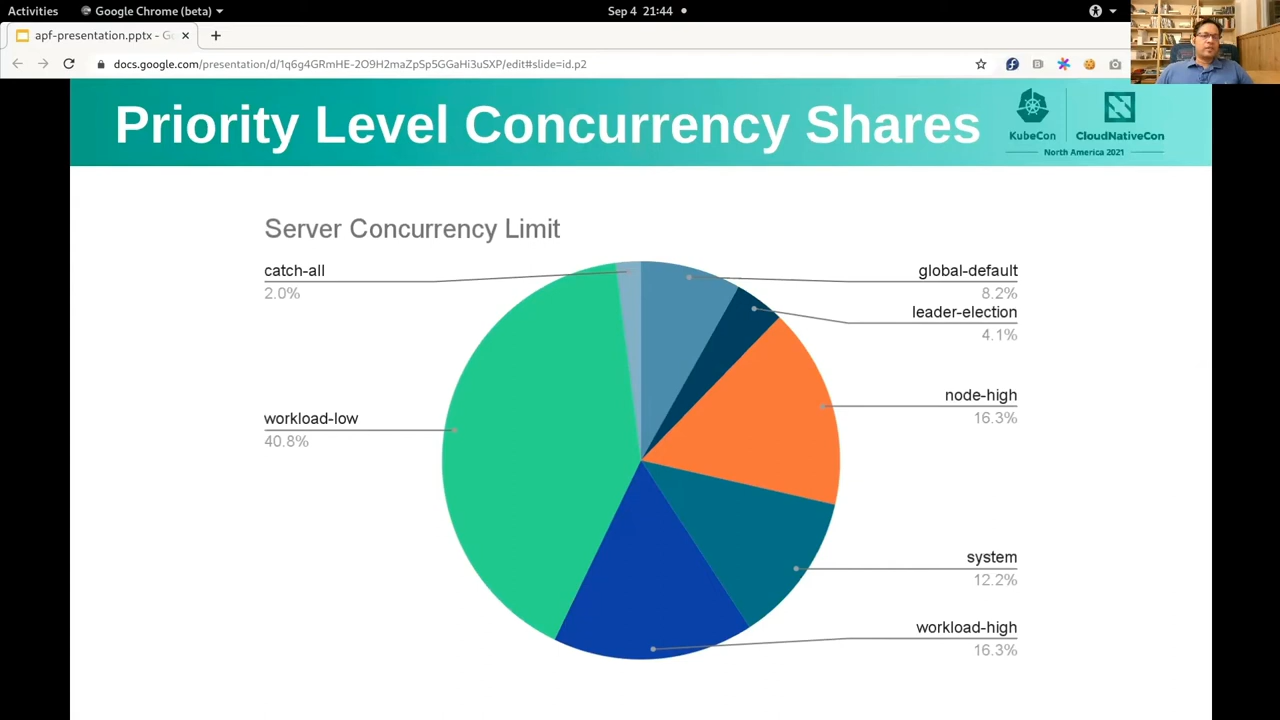 Activities
Google Chrome (beta)
Sep 4 21:44
apf-presentation.pptx - G
docs.google.com/presentation/d/1q6g4GRmHE-2O9H2maZpSp5GGaHi3uSXP/edit#slide=id.p2
Priority Level Concurrency Shares
KubeCon
CloudNativeCon
North America 2021
Server Concurrency Limit
catch-all
2.0%
global-default
8.2%
leader-election
4.1%
node-high
16.3%
workload-low
40.8%
system
12.2%
workload-high
16.3%